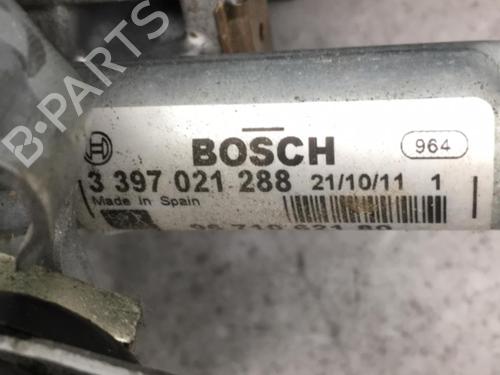 B-PARTS
BOSCH
964
3 397 021 288 21/10/11 1
Made in Spain